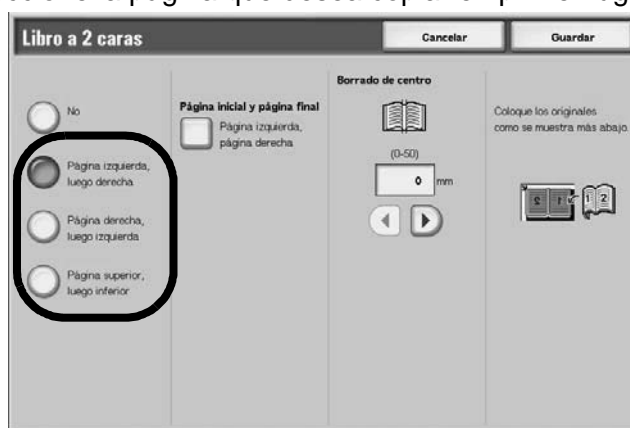 Libro a 2 caras
Cancelar
Guardar
No
Página izquierda,
luego derecha
Página derecha,
luego izquierda
Página superior,
luego inferior
Página inicial y página final
Página izquierda,
página derecha
Borrado de centro
(0-50)
0 mm
Coloque los originales
como se muestra más abajo.
1 2